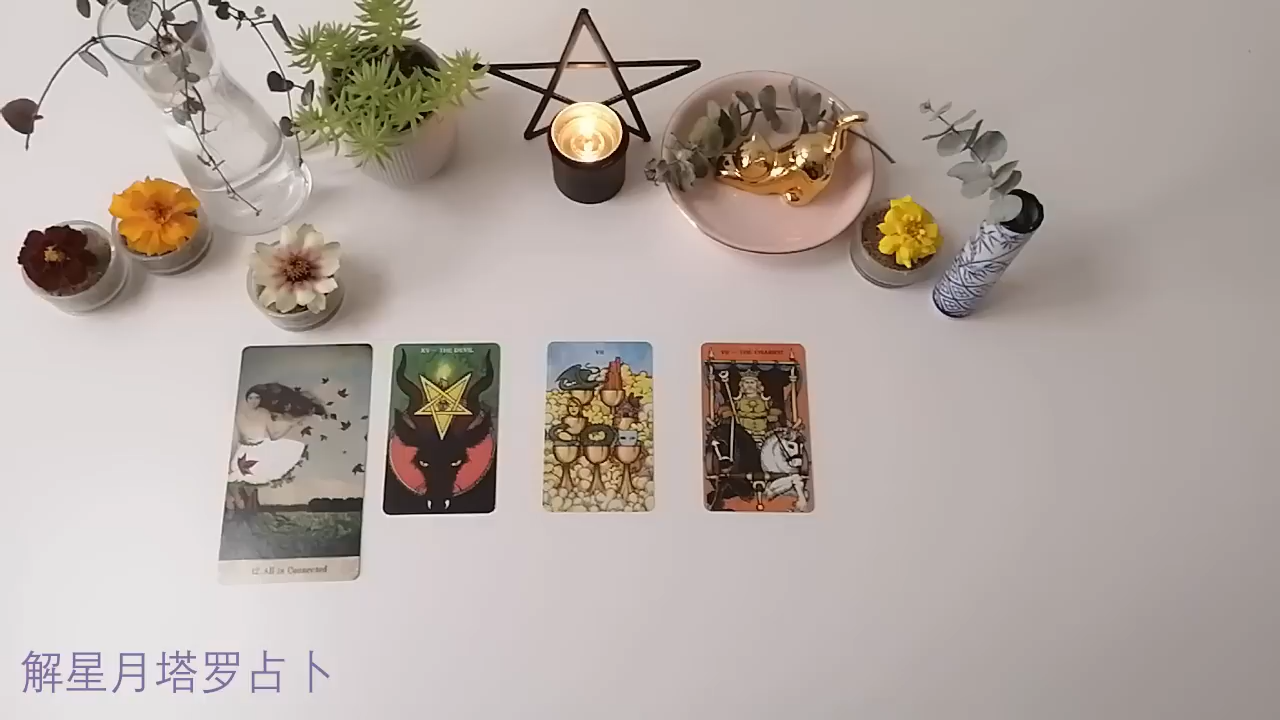 XV — THE DEVIL
VII
VII — THE CHARIOT
12 All is Connected
解星月塔罗占卜